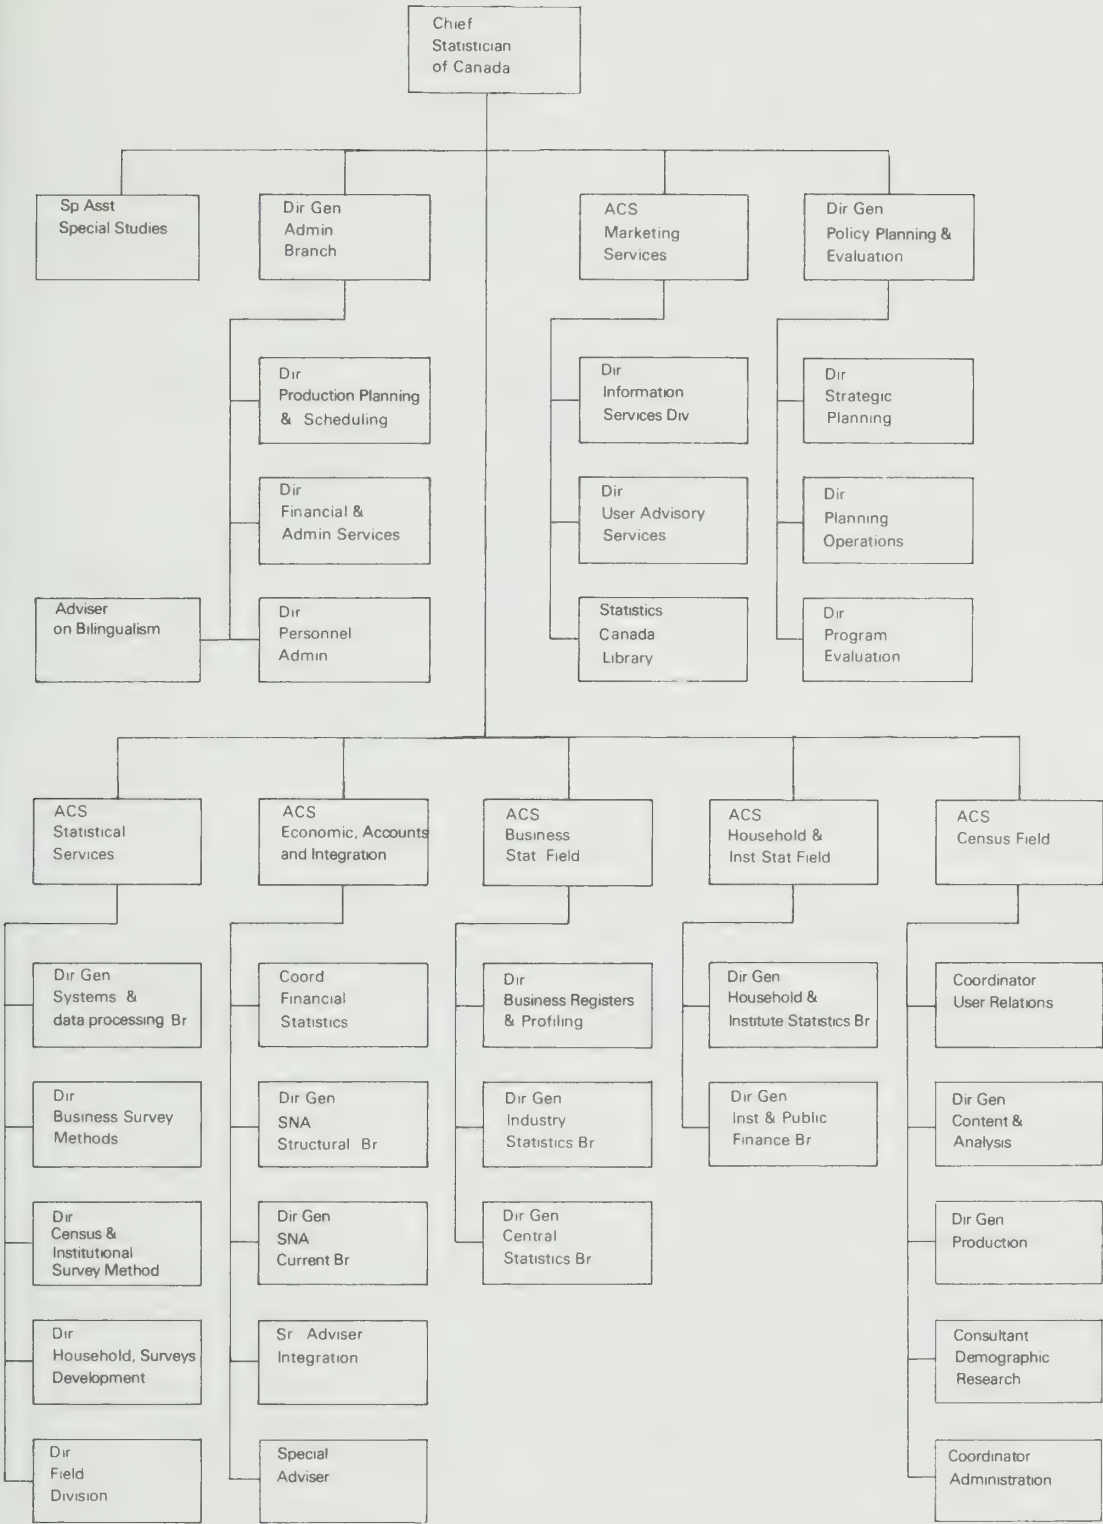 Chief
Statistician
of Canada
Sp Asst
Special Studies
Dir Gen
Admin
Branch
ACS
Marketing
Services
Dir Gen
Policy Planning &
Evaluation
Dir
Production Planning
& Scheduling
Dir
Information
Services Div
Dir
Strategic
Planning
Dir
Financial &
Admin Services
Dir
User Advisory
Services
Dir
Planning
Operations
Adviser
on Bilingualism
Dir
Personnel
Admin
Statistics
Canada
Library
Dir
Program
Evaluation
ACS
Statistical
Services
ACS
Economic, Accounts
and Integration
ACS
Business
Stat Field
ACS
Household &
Inst Stat Field
ACS
Census Field
Dir Gen
Systems &
data processing Br
Coord
Financial
Statistics
Dir
Business Registers
& Profiling
Dir Gen
Household &
Institute Statistics Br
Coordinator
User Relations
Dir
Business Survey
Methods
Dir Gen
SNA
Structural Br
Dir Gen
Industry
Statistics Br
Dir Gen
Inst & Public
Finance Br
Dir Gen
Content &
Analysis
Dir
Census &
Institutional
Survey Method
Dir Gen
SNA
Current Br
Dir Gen
Central
Statistics Br
Dir Gen
Production
Dir
Household, Surveys
Development
Sr Adviser
Integration
Consultant
Demographic
Research
Dir
Field
Division
Special
Adviser
Coordinator
Administration